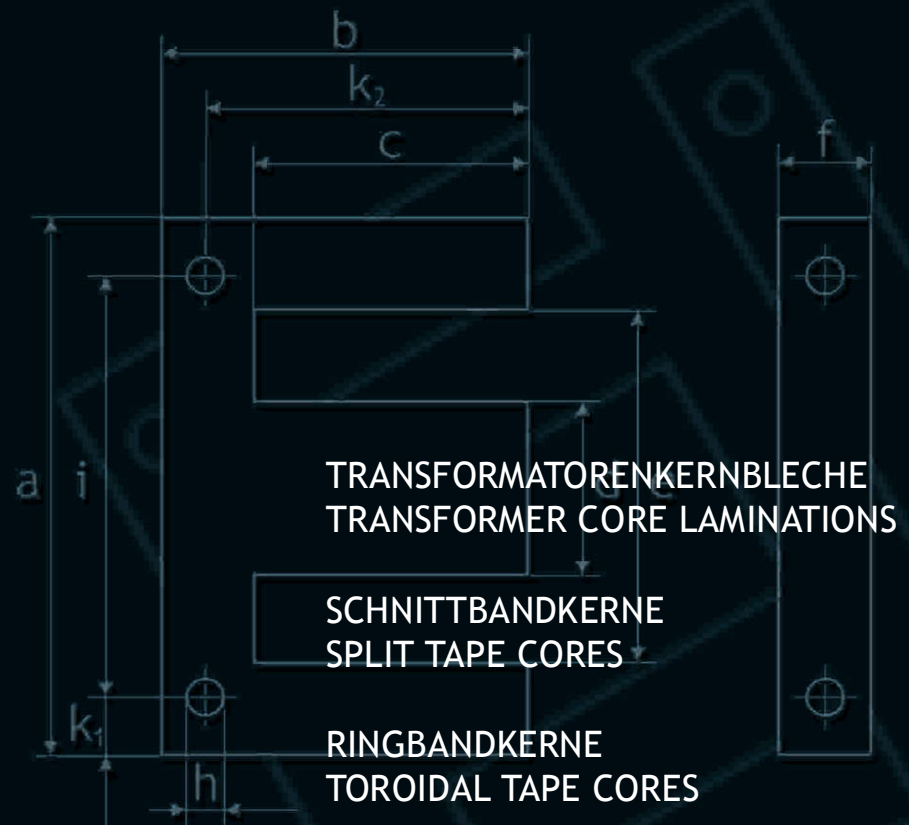 b
k₂
c
f
a
i
d
e
TRANSFORMATORENKERNBLECHE
TRANSFORMER CORE LAMINATIONS
SCHNITTBANDKERNE
SPLIT TAPE CORES
k₁
h
RINGBANDKERNE
TOROIDAL TAPE CORES